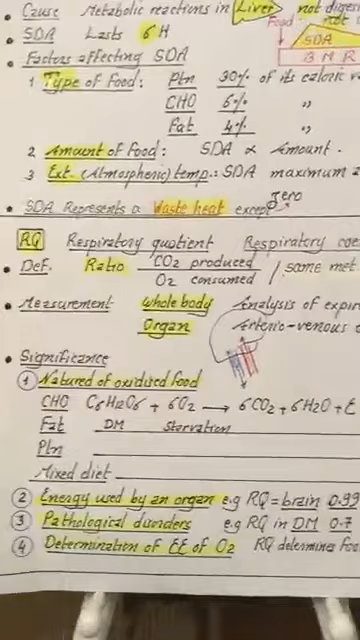 Cause Metabolic reactions in Liver not diges
SDA Lasts 6 H
Food SDA
Factors affecting SDA BMR
1 Type of Food: Ptn 30% of its caloric v
CHO 6% "
Fat 4% "
2 Amount of Food: SDA ∝ Amount.
3 Ext. (Atmospheric) temp.: SDA maximum
SDA Represents a Waste heat except zero
RQ Respiratory quotient Respiratory coe
Def. Ratio CO2 produced / O2 consumed / same met
Measurement whole body Analysis of expir
Organ Arterio-venous
Significance
1 Natured of oxidized food
CHO C6H12O6 + 6O2 → 6CO2 + 6H2O + E
Fat DM Starvation
Ptn
Mixed diet
2 Energy used by an organ e.g RQ = brain 0.99
3 Pathological disorders e.g RQ in DM 0.7
4 Determination of EE of O2 RQ determines foo